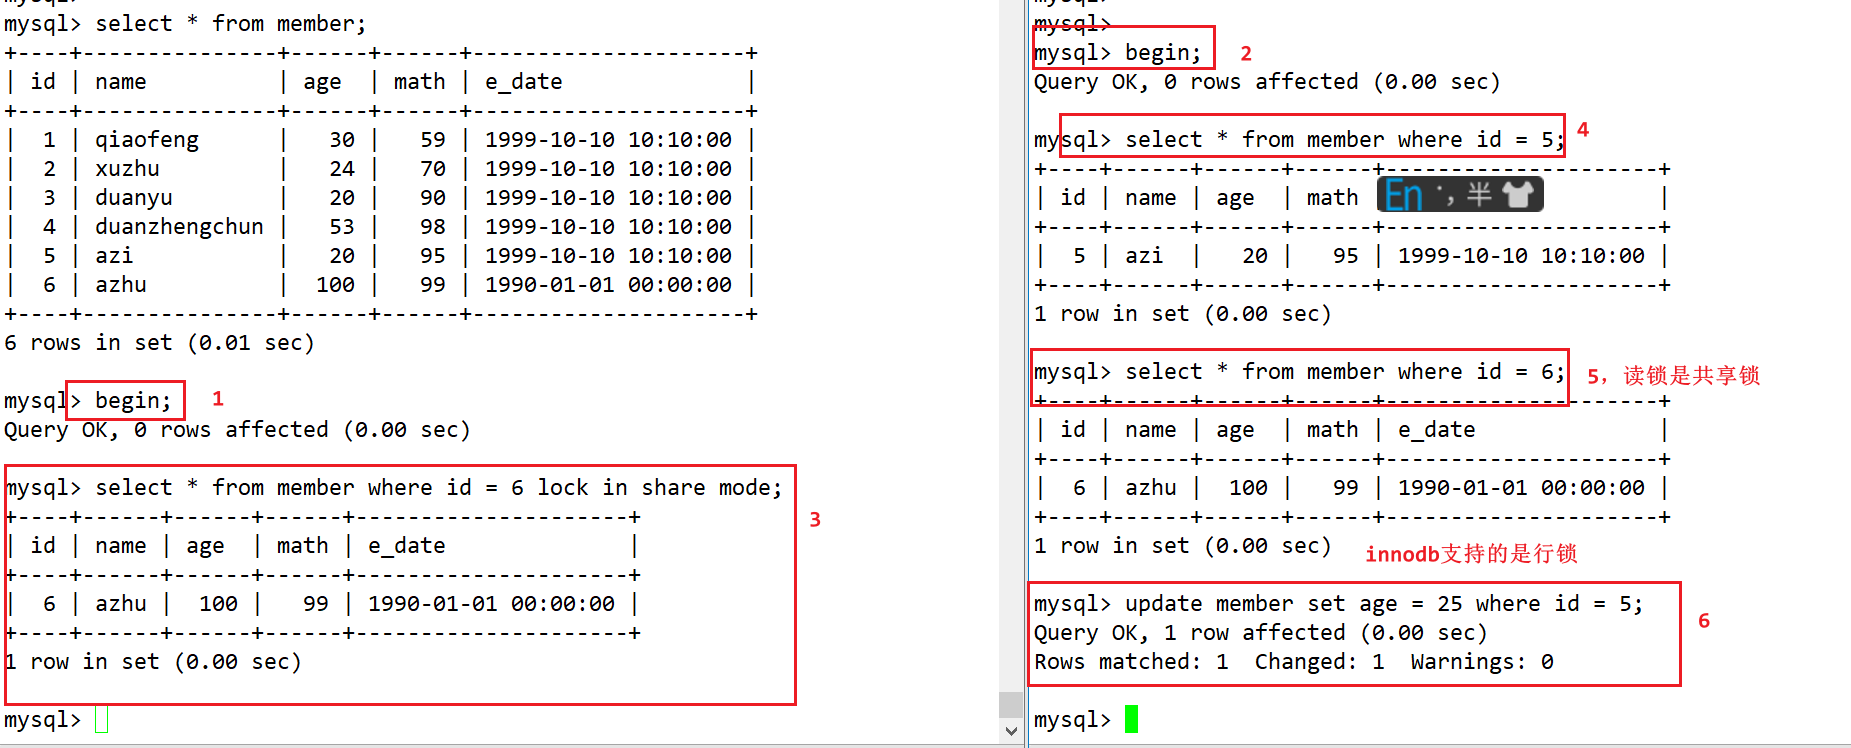 mysql> select * from member;
+----+---------------+------+------+---------------------+
| id | name          | age  | math | e_date              |
+----+---------------+------+------+---------------------+
|  1 | qiaofeng      |   30 |   59 | 1999-10-10 10:10:00 |
|  2 | xuzhu         |   24 |   70 | 1999-10-10 10:10:00 |
|  3 | duanyu        |   20 |   90 | 1999-10-10 10:10:00 |
|  4 | duanzhengchun |   53 |   98 | 1999-10-10 10:10:00 |
|  5 | azi           |   20 |   95 | 1999-10-10 10:10:00 |
|  6 | azhu          |  100 |   99 | 1990-01-01 00:00:00 |
+----+---------------+------+------+---------------------+
6 rows in set (0.01 sec)
mysql> begin; 1
Query OK, 0 rows affected (0.00 sec)
mysql> select * from member where id = 6 lock in share mode;
+----+------+------+------+---------------------+
3
| id | name | age  | math | e_date              |
+----+------+------+------+---------------------+
|  6 | azhu |  100 |   99 | 1990-01-01 00:00:00 |
+----+------+------+------+---------------------+
1 row in set (0.00 sec)
mysql>
mysql>
mysql> begin; 2
Query OK, 0 rows affected (0.00 sec)
mysql> select * from member where id = 5; 4
+----+------+------+------+---------------------+
| id | name | age  | math En ·, 半 |
+----+------+------+------+---------------------+
|  5 | azi  |   20 |   95 | 1999-10-10 10:10:00 |
+----+------+------+------+---------------------+
1 row in set (0.00 sec)
mysql> select * from member where id = 6; 5，读锁是共享锁
+----+------+------+------+---------------------+
| id | name | age  | math | e_date              |
+----+------+------+------+---------------------+
|  6 | azhu |  100 |   99 | 1990-01-01 00:00:00 |
+----+------+------+------+---------------------+
1 row in set (0.00 sec) innodb支持的是行锁
mysql> update member set age = 25 where id = 5;
Query OK, 1 row affected (0.00 sec) 6
Rows matched: 1  Changed: 1  Warnings: 0
mysql>